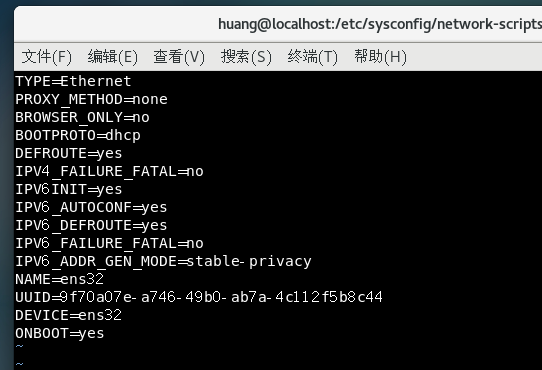 huang@localhost:/etc/sysconfig/network-scripts
文件(F) 编辑(E) 查看(V) 搜索(S) 终端(T) 帮助(H)
TYPE=Ethernet
PROXY_METHOD=none
BROWSER_ONLY=no
BOOTPROTO=dhcp
DEFROUTE=yes
IPV4_FAILURE_FATAL=no
IPV6INIT=yes
IPV6_AUTOCONF=yes
IPV6_DEFROUTE=yes
IPV6_FAILURE_FATAL=no
IPV6_ADDR_GEN_MODE=stable-privacy
NAME=ens32
UUID=9f70a07e-a746-49b0-ab7a-4c112f5b8c44
DEVICE=ens32
ONBOOT=yes
~
~